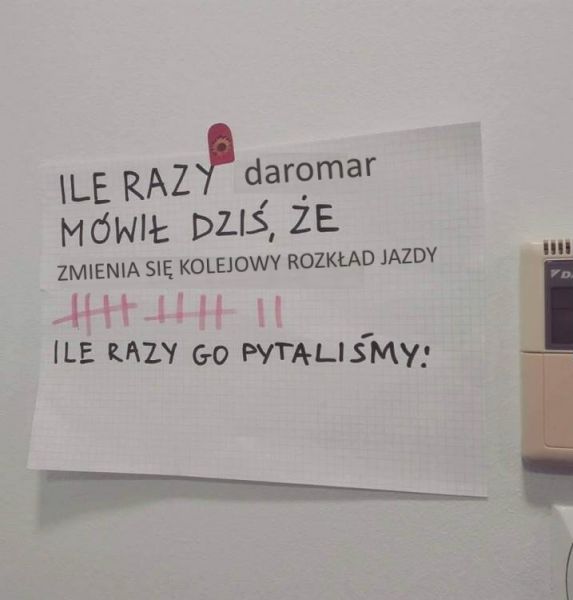 ILE RAZY daromar
MÓWIŁ DZIŚ, ŻE
ZMIENIA SIĘ KOLEJOWY ROZKŁAD JAZDY
ILE RAZY GO PYTALIŚMY: